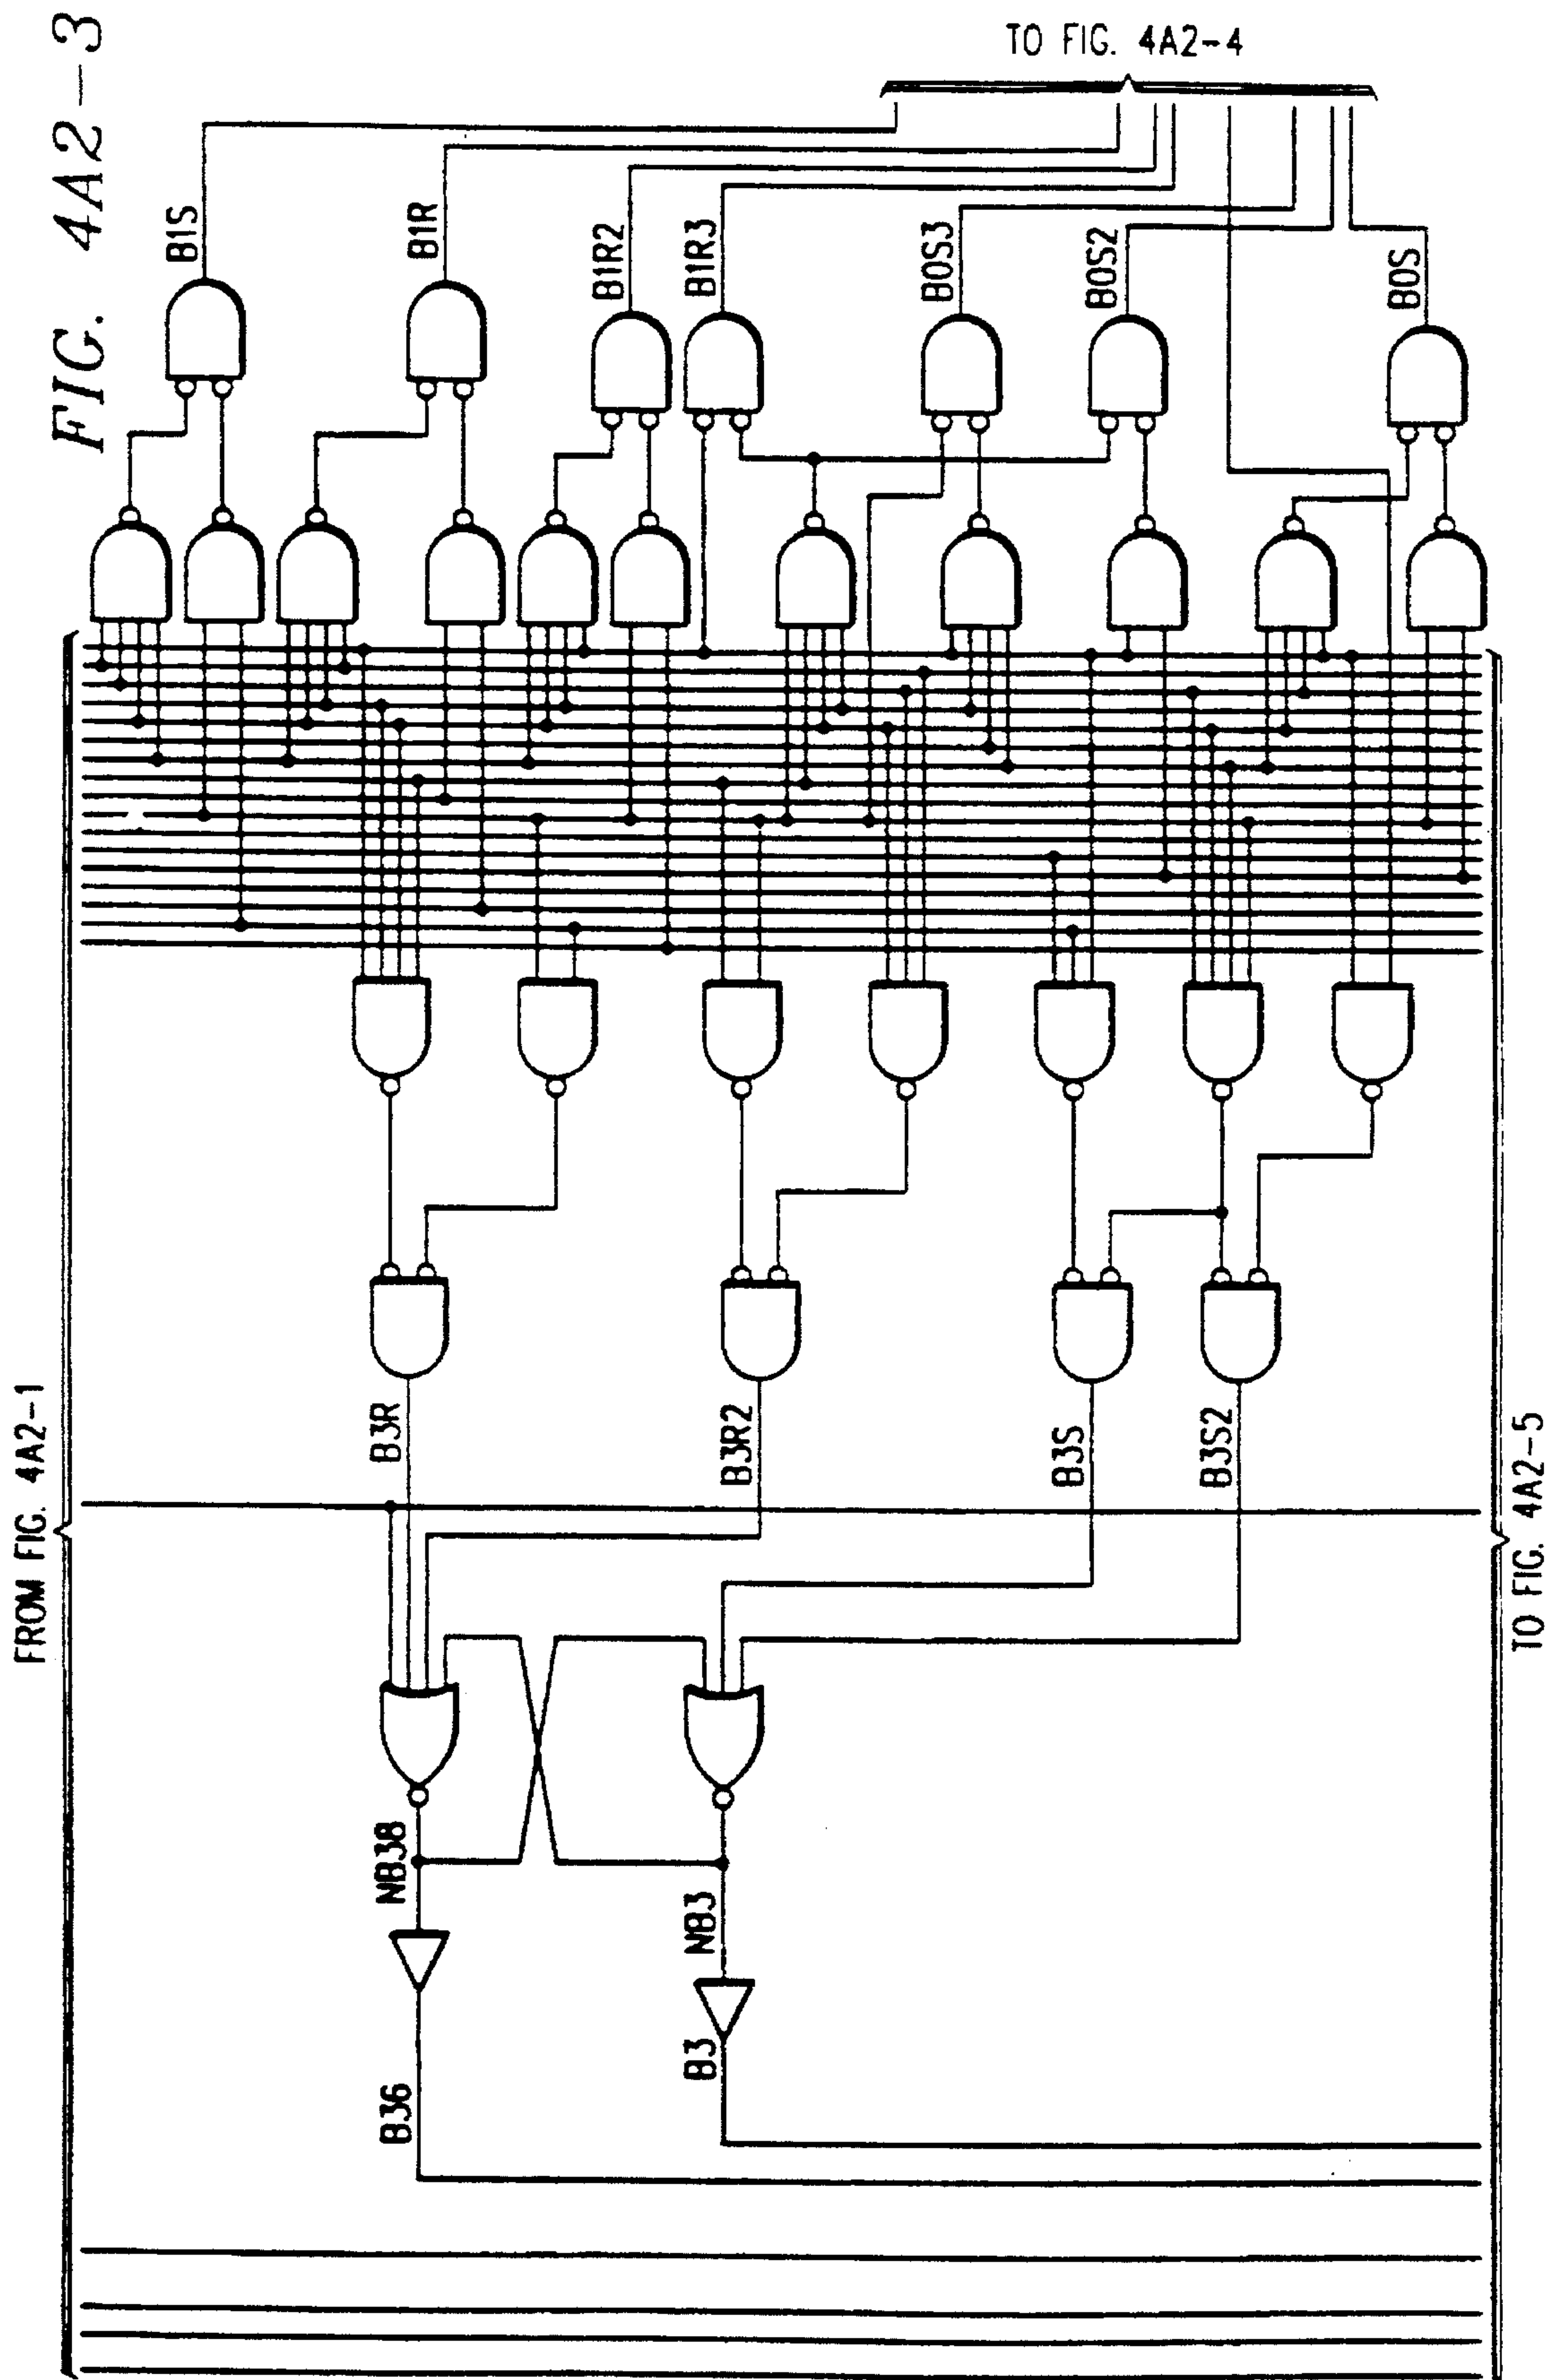 FIG. 4A2-3
TO FIG. 4A2-4
B1S
B1R
B1R2
B1R3
B0S3
B0S2
B0S
FROM FIG. 4A2-1
B3R
B3R2
B3S
B3S2
TO FIG. 4A2-5
NB38
NB3
B36
B3